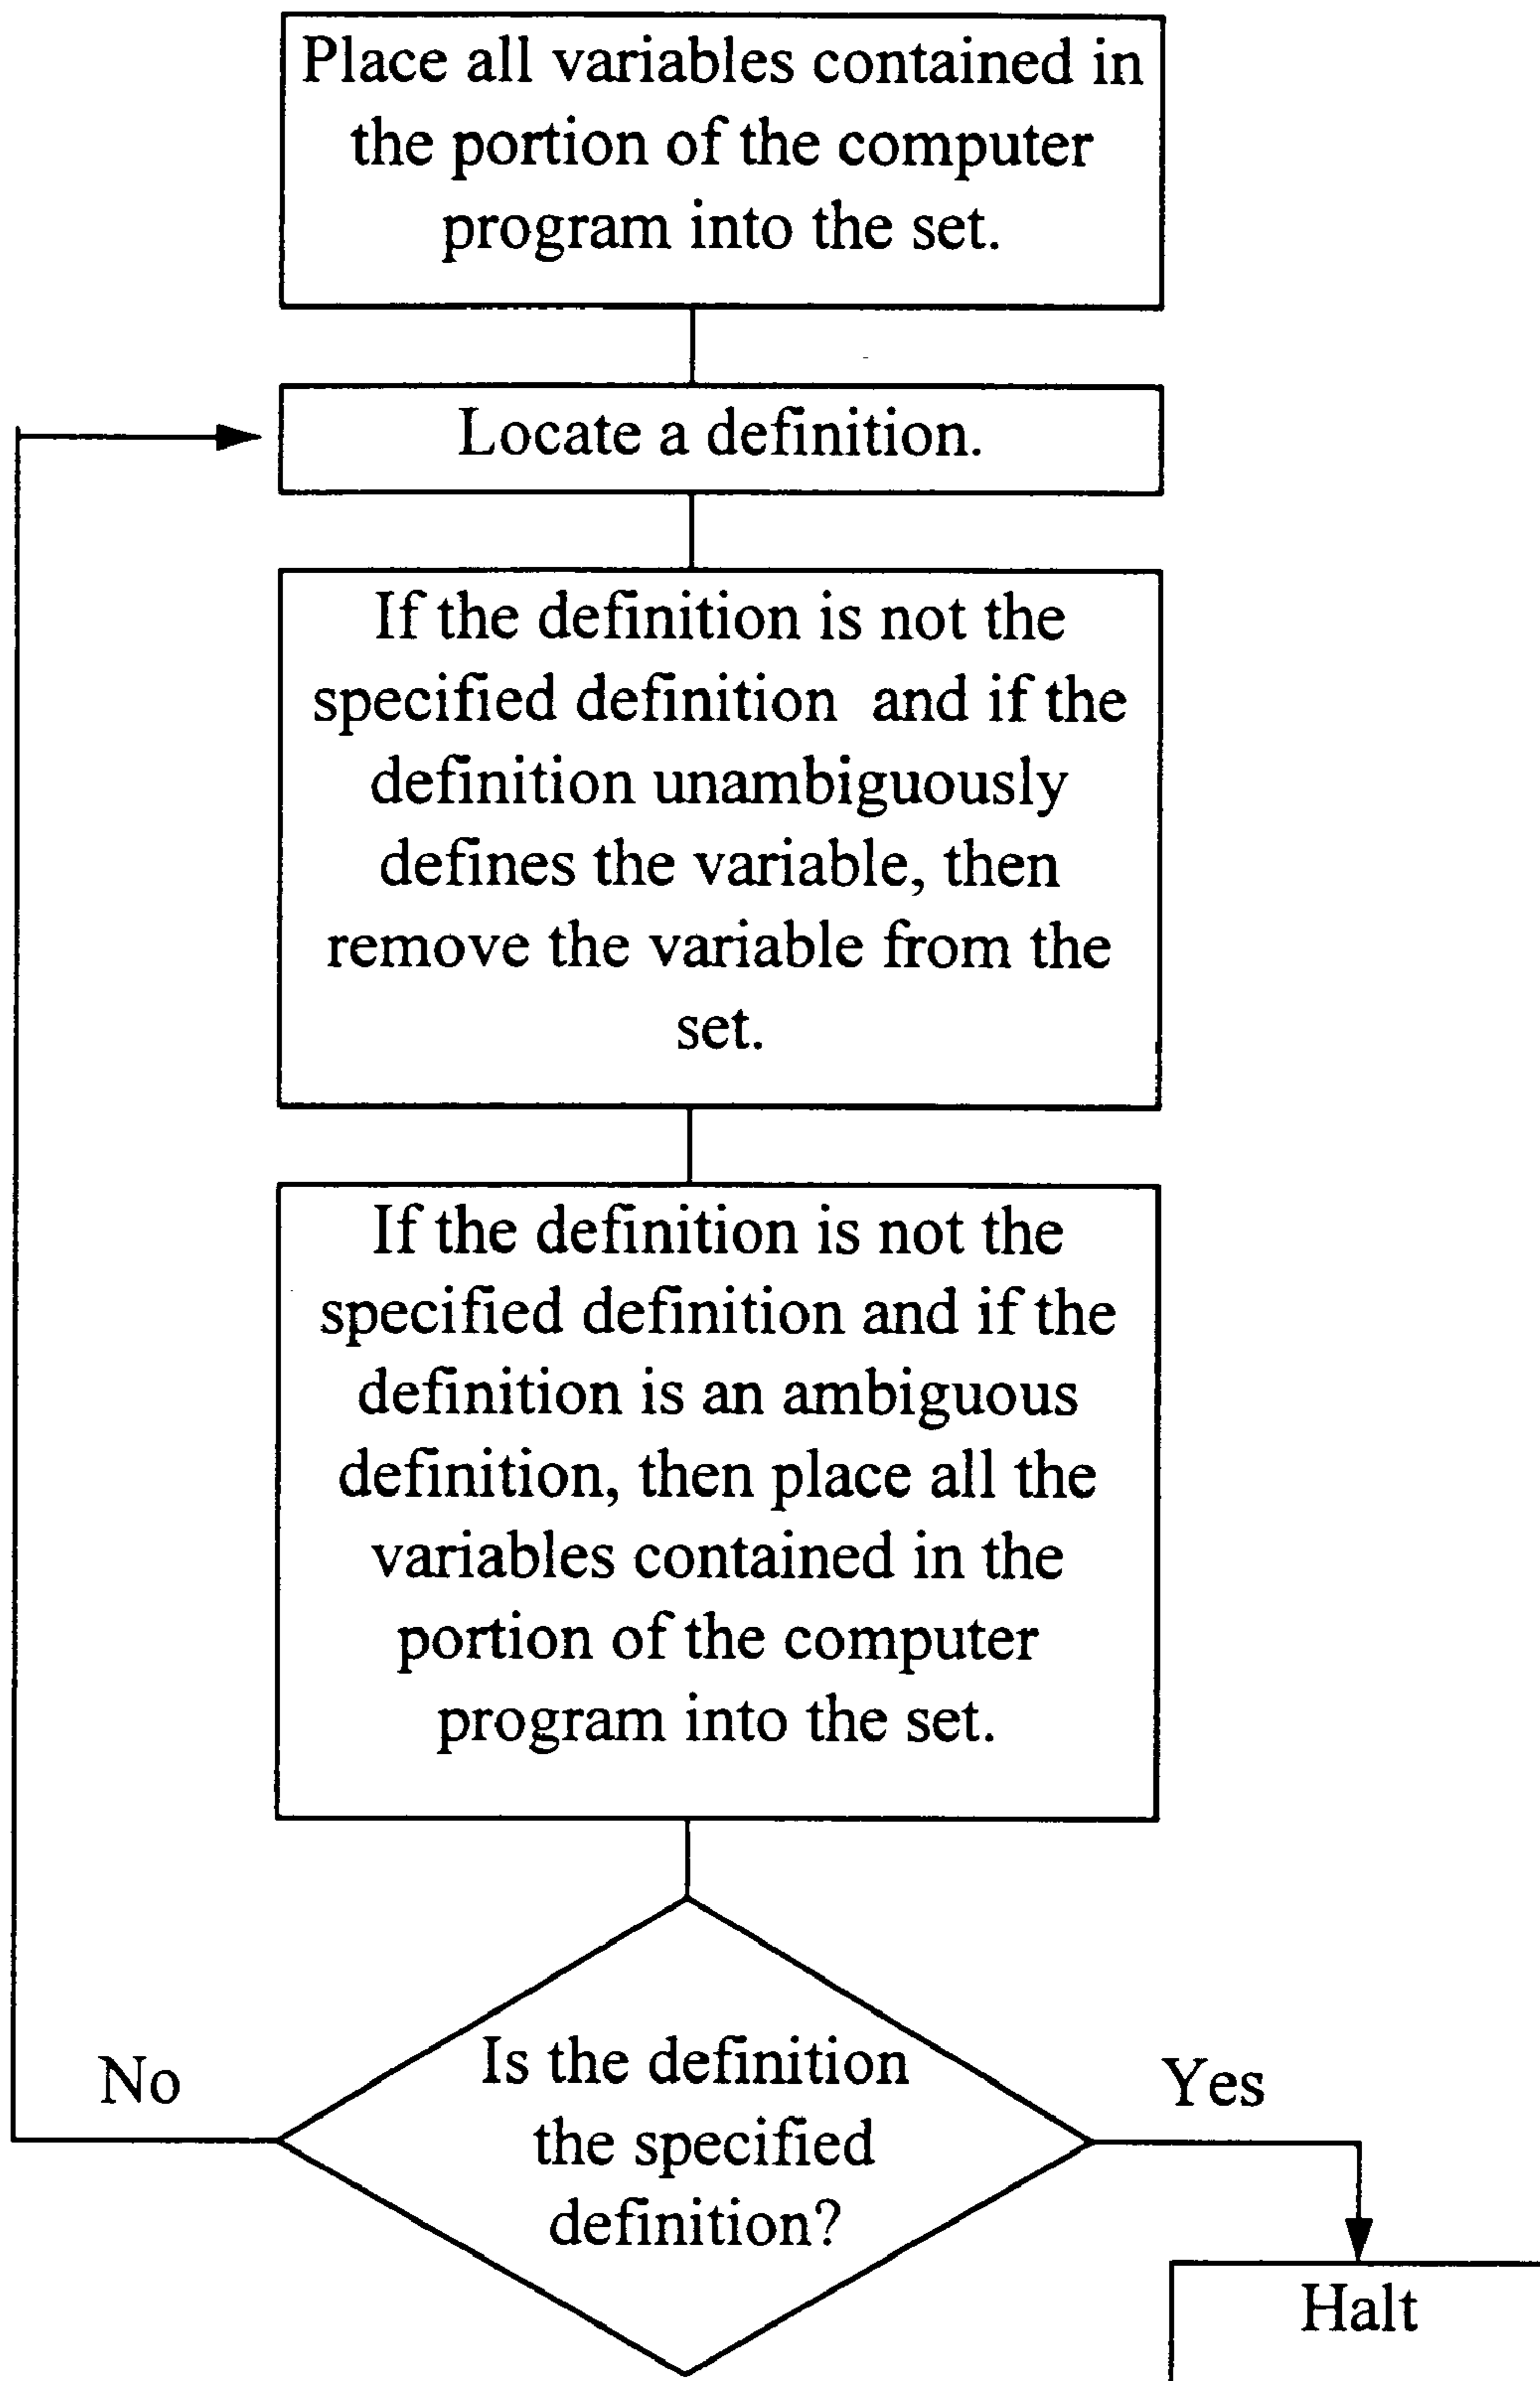 Place all variables contained in
the portion of the computer
program into the set.
Locate a definition.
If the definition is not the
specified definition and if the
definition unambiguously
defines the variable, then
remove the variable from the
set.
If the definition is not the
specified definition and if the
definition is an ambiguous
definition, then place all the
variables contained in the
portion of the computer
program into the set.
Is the definition
the specified
definition?
No
Yes
Halt